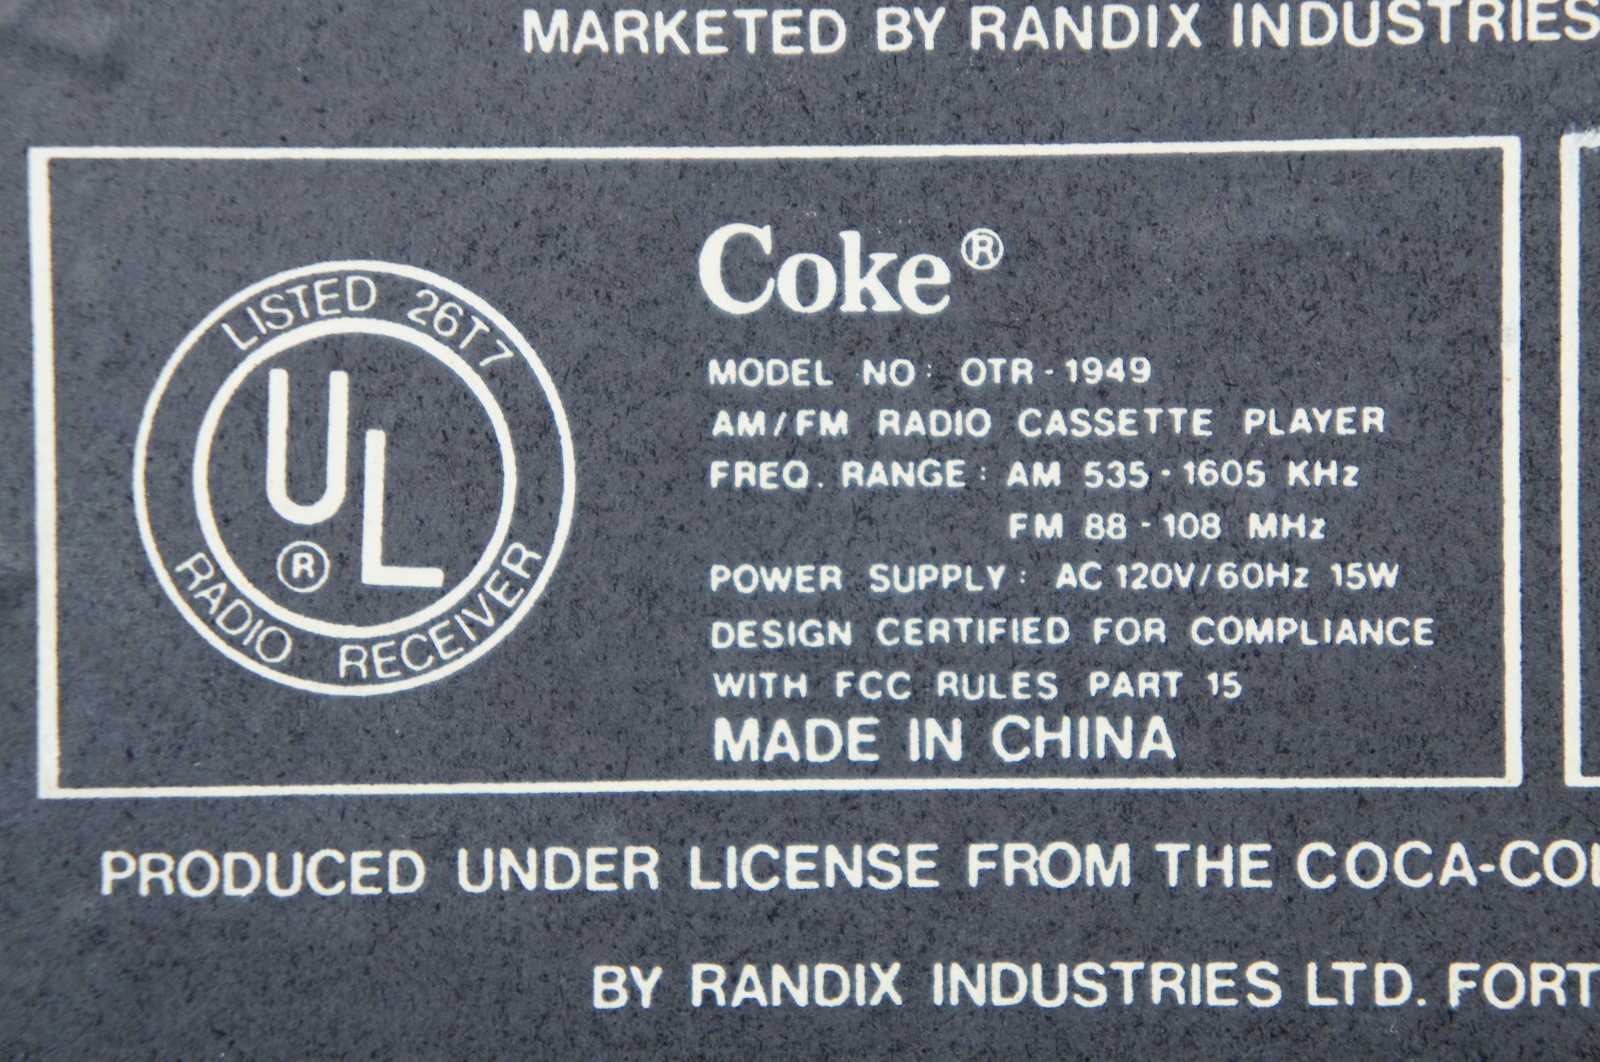 MARKETED BY RANDIX INDUSTRIES
LISTED 26T7
UL
®
RADIO RECEIVER
Coke®
MODEL NO: OTR-1949
AM/FM RADIO CASSETTE PLAYER
FREQ. RANGE: AM 535-1605 KHz
FM 88-108 MHz
POWER SUPPLY: AC 120V/60Hz 15W
DESIGN CERTIFIED FOR COMPLIANCE
WITH FCC RULES PART 15
MADE IN CHINA
PRODUCED UNDER LICENSE FROM THE COCA-COL
BY RANDIX INDUSTRIES LTD. FORT